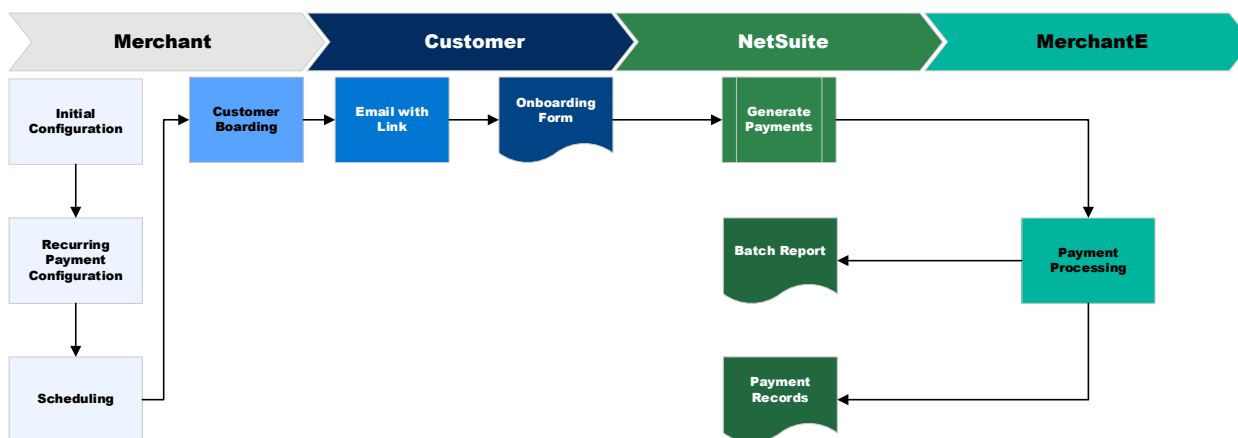 Merchant
Customer
NetSuite
MerchantE
Initial
Configuration
Customer
Boarding
Email with
Link
Onboarding
Form
Generate
Payments
Recurring
Payment
Configuration
Batch Report
Payment
Processing
Scheduling
Payment
Records